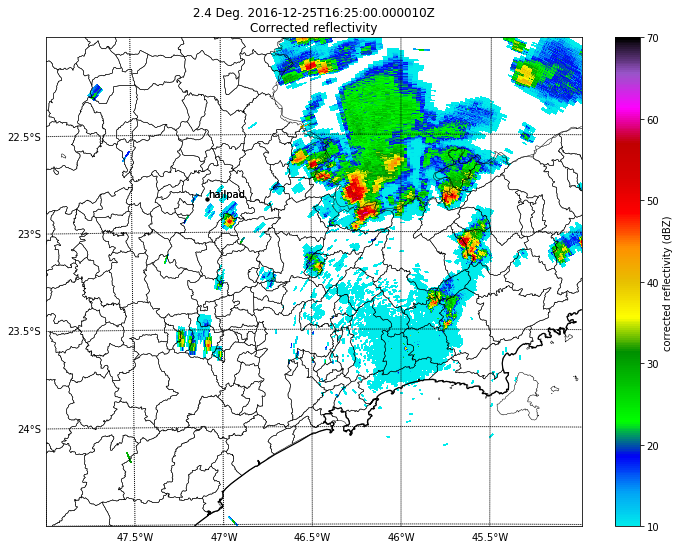 2.4 Deg. 2016-12-25T16:25:00.000010Z
Corrected reflectivity
22.5°S
23°S
23.5°S
24°S
hailpad
47.5°W
47°W
46.5°W
46°W
45.5°W
70
60
50
40
30
20
10
corrected reflectivity (dBZ)